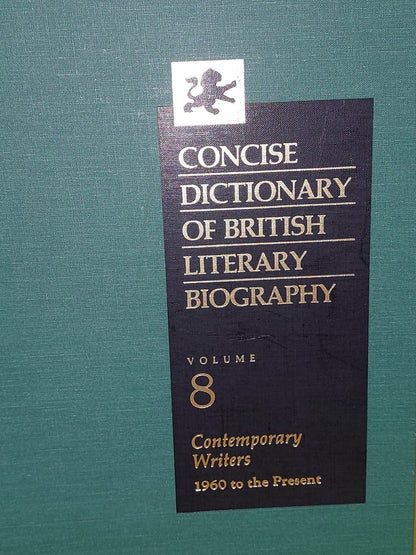 CONCISE
DICTIONARY
OF BRITISH
LITERARY
BIOGRAPHY
VOLUME
8
Contemporary
Writers
1960 to the Present